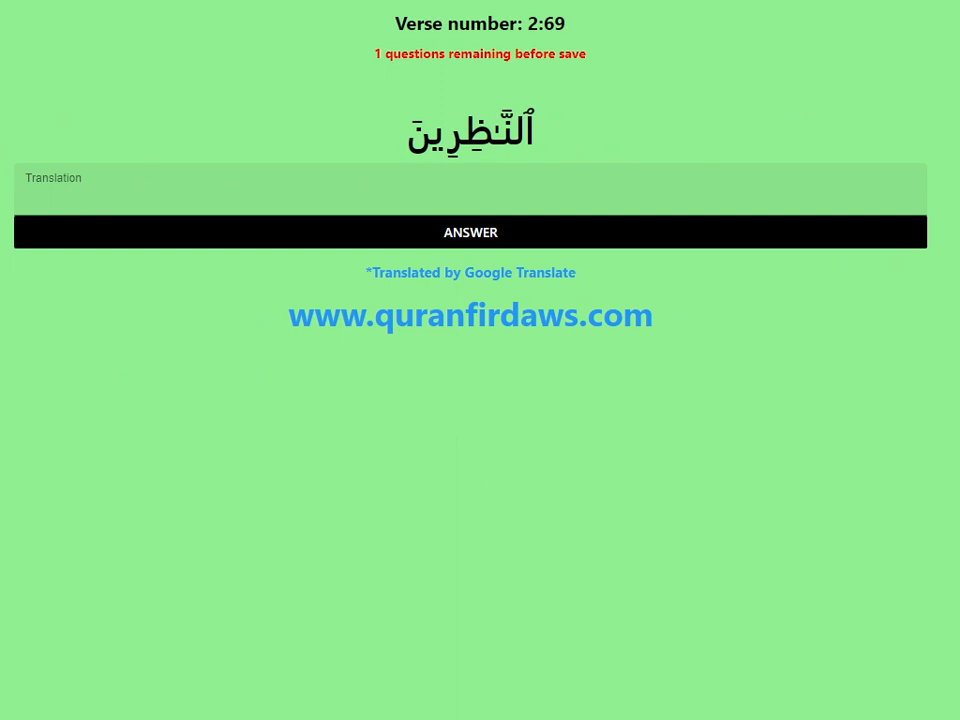 Verse number: 2:69
1 questions remaining before save
ٱلنَّـٰظِرِينَ
Translation
ANSWER
*Translated by Google Translate
www.quranfirdaws.com